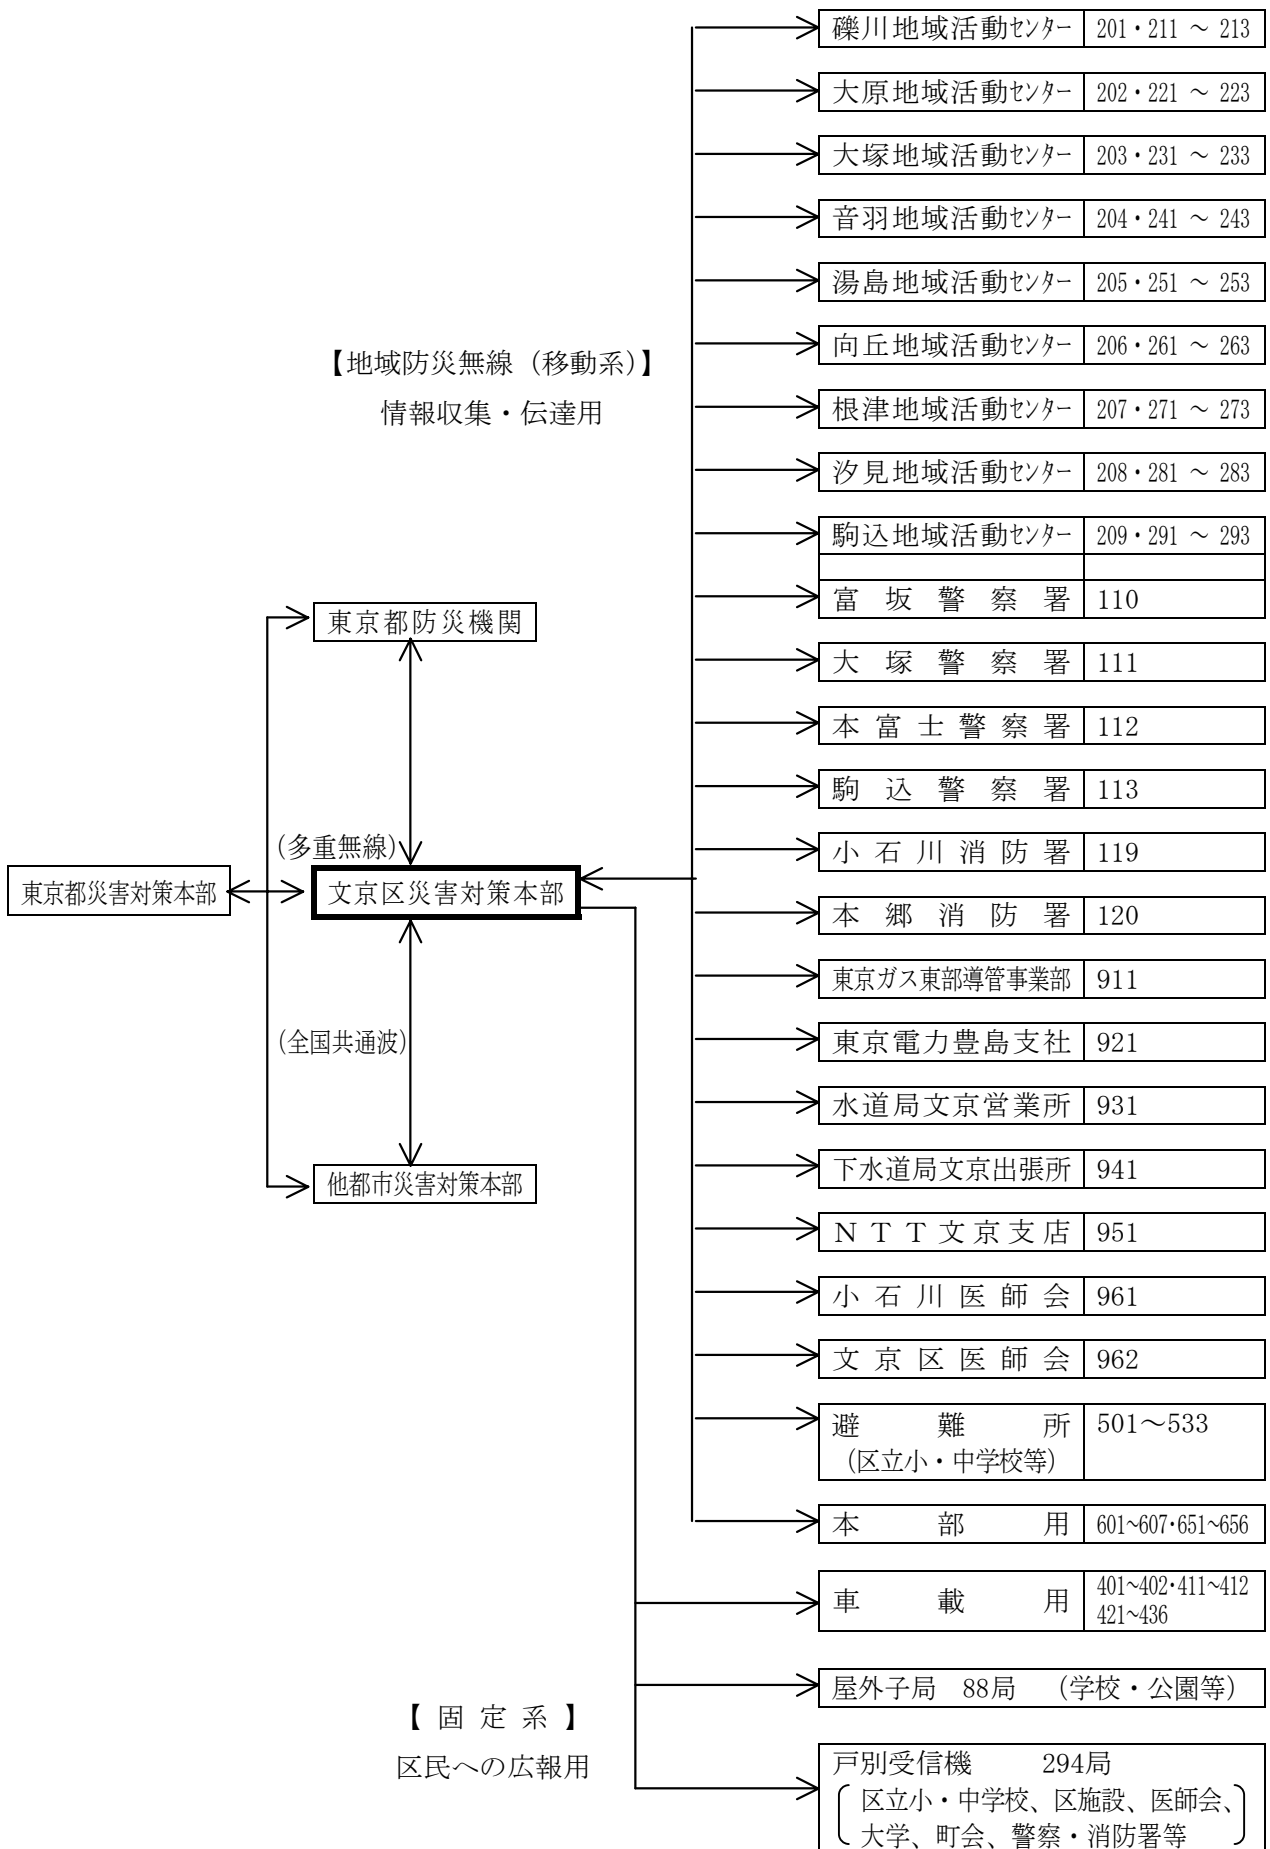 礫川地域活動センター 201・211 ～ 213
大原地域活動センター 202・221 ～ 223
大塚地域活動センター 203・231 ～ 233
音羽地域活動センター 204・241 ～ 243
湯島地域活動センター 205・251 ～ 253
向丘地域活動センター 206・261 ～ 263
【地域防災無線（移動系）】
情報収集・伝達用
根津地域活動センター 207・271 ～ 273
汐見地域活動センター 208・281 ～ 283
駒込地域活動センター 209・291 ～ 293
富坂警察署 110
東京都防災機関
大塚警察署 111
本富士警察署 112
駒込警察署 113
(多重無線)
小石川消防署 119
東京都災害対策本部
文京区災害対策本部
本郷消防署 120
東京ガス東部導管事業部 911
(全国共通波)
東京電力豊島支社 921
水道局文京営業所 931
下水道局文京出張所 941
他都市災害対策本部
ＮＴＴ文京支店 951
小石川医師会 961
文京区医師会 962
避難所 501～533
（区立小・中学校等）
本部用 601~607・651~656
車載用 401~402・411~412
421~436
屋外子局　88局　（学校・公園等）
【固定系】
区民への広報用
戸別受信機　294局
区立小・中学校、区施設、医師会、
大学、町会、警察・消防署等